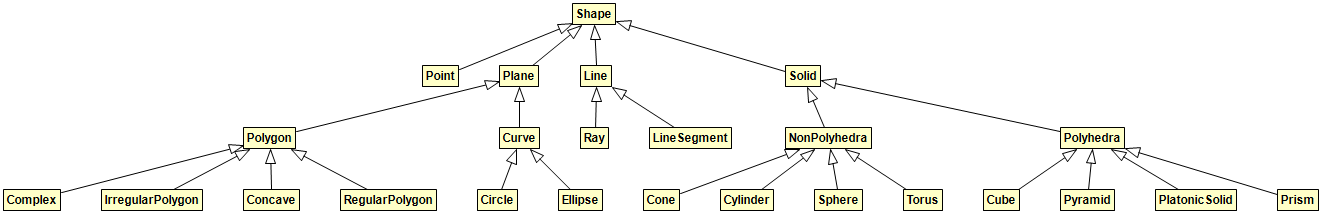 Shape
Point Plane Line Solid
Polygon Curve Ray LineSegment NonPolyhedra Polyhedra
Complex IrregularPolygon Concave RegularPolygon Circle Ellipse Cone Cylinder Sphere Torus Cube Pyramid PlatonicSolid Prism